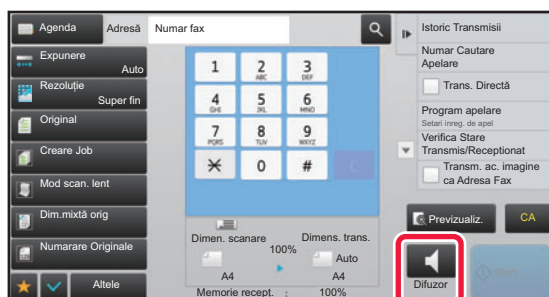 Agenda
Adresă
Numar fax
Expunere
Auto
Rezoluție
Super fin
Original
Creare Job
Mod scan. lent
Dim.mixtă orig
Numarare Originale
Altele
1
2
ABC
3
DEF
4
GHI
5
JKL
6
MNO
7
PQRS
8
TUV
9
WXYZ
0
#
C
Dimen. scanare
100%
Dimens. trans.
Auto
A4
A4
Memorie recept. : 100%
Istoric Transmisii
Numar Cautare
Apelare
Trans. Directă
Program apelare
Setari inreg. de apel
Verifica Stare
Transmis/Receptionat
Transm. ac. imagine
ca Adresa Fax
Previzualiz.
CA
Difuzor
Start